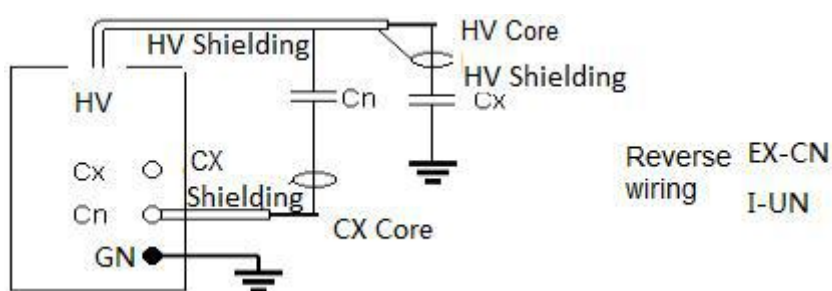 HV Shielding
HV Core
HV Shielding
HV
Cn
Cx
Cx
CX
Shielding
Cn
CX Core
GN
Reverse wiring
EX-CN
I-UN